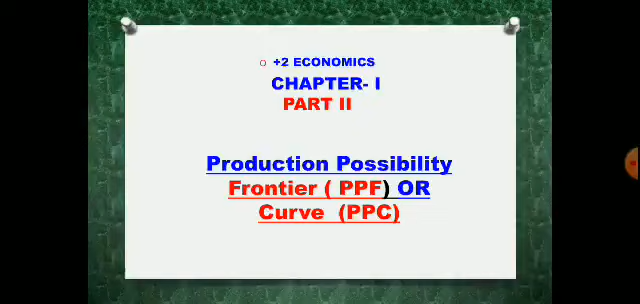 +2 ECONOMICS
CHAPTER- I
PART II
Production Possibility
Frontier ( PPF) OR
Curve (PPC)